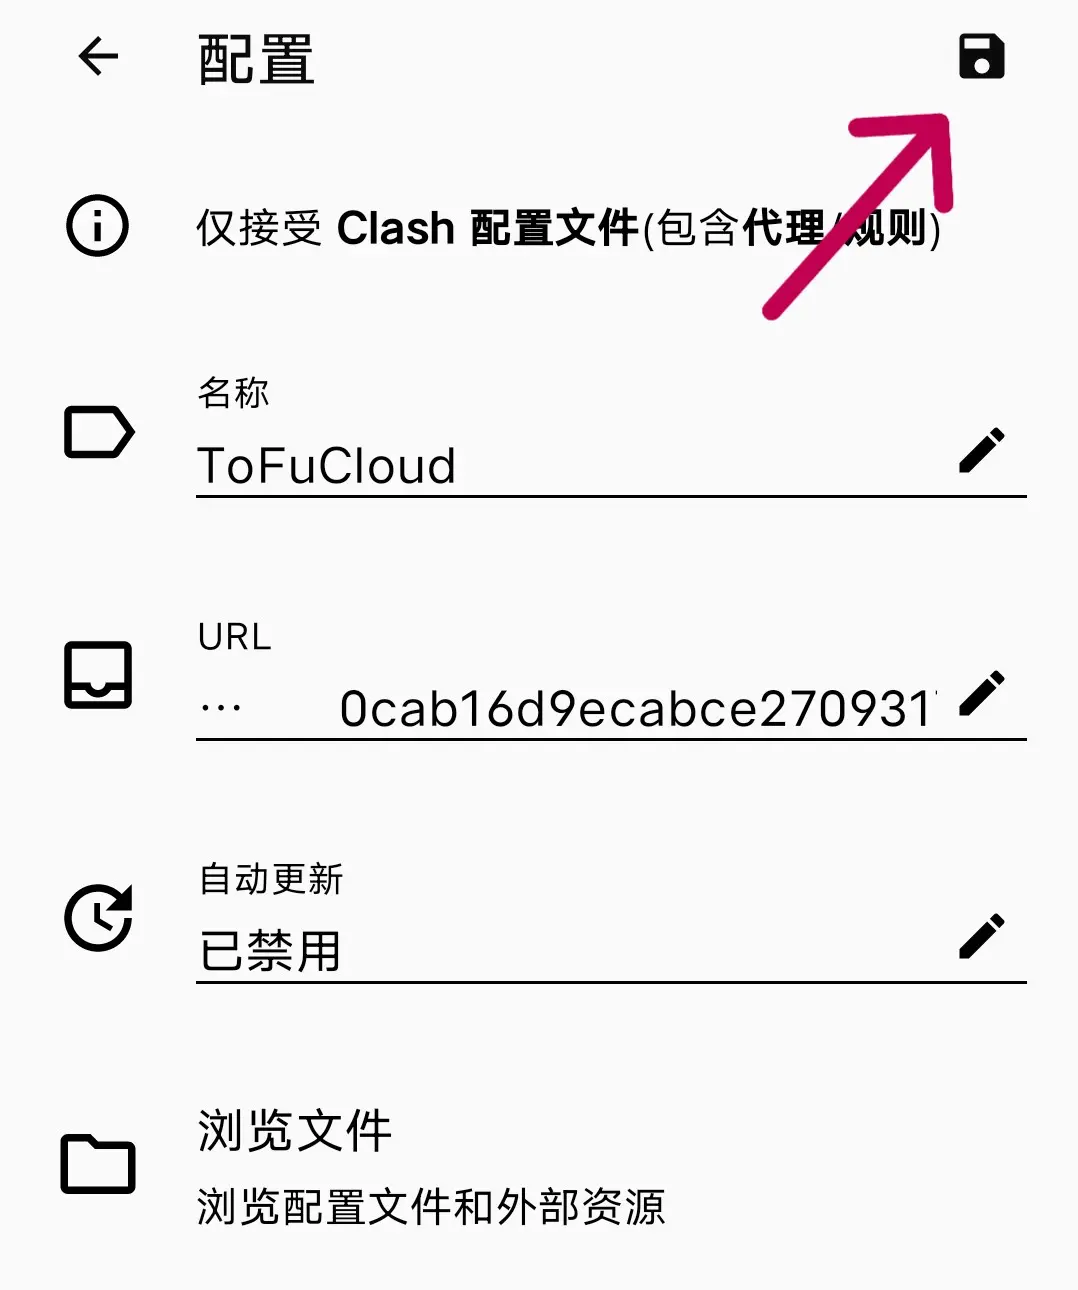 配置
仅接受 Clash 配置文件(包含代理/规则)
名称
ToFuCloud
URL
... 0cab16d9ecabce270931
自动更新
已禁用
浏览文件
浏览配置文件和外部资源